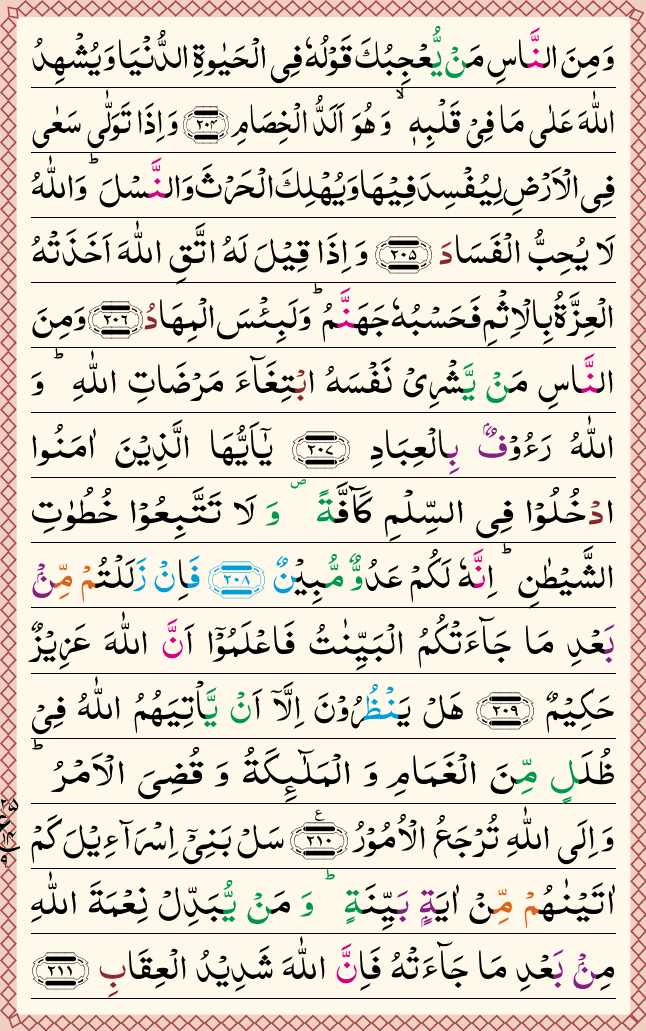 وَمِنَ النَّاسِ مَنْ يُّعْجِبُكَ قَوْلُهٗ فِى الْحَيٰوةِ الدُّنْيَا وَيُشْهِدُ
اللّٰهَ عَلٰى مَا فِىْ قَلْبِهٖ ۙ وَهُوَ اَلَدُّ الْخِصَامِ ﴿۲۰۴﴾ وَاِذَا تَوَلّٰى سَعٰى
فِى الْاَرْضِ لِيُفْسِدَ فِيْهَا وَيُهْلِكَ الْحَرْثَ وَالنَّسْلَ ؕ وَاللّٰهُ
لَا يُحِبُّ الْفَسَادَ ﴿۲۰۵﴾ وَاِذَا قِيْلَ لَهُ اتَّقِ اللّٰهَ اَخَذَتْهُ
الْعِزَّةُ بِالْاِثْمِ فَحَسْبُهٗ جَهَنَّمُ ؕ وَلَبِئْسَ الْمِهَادُ ﴿۲۰۶﴾ وَمِنَ
النَّاسِ مَنْ يَّشْرِىْ نَفْسَهُ ابْتِغَآءَ مَرْضَاتِ اللّٰهِ ؕ وَ
اللّٰهُ رَءُوْفٌۢ بِالْعِبَادِ ﴿۲۰۷﴾ يٰٓاَيُّهَا الَّذِيْنَ اٰمَنُوا
ادْخُلُوْا فِى السِّلْمِ كَآفَّةً ۖ وَ لَا تَتَّبِعُوْا خُطُوٰتِ
الشَّيْطٰنِ ؕ اِنَّهٗ لَكُمْ عَدُوٌّ مُّبِيْنٌ ﴿۲۰۸﴾ فَاِنْ زَلَلْتُمْ مِّنْۢ
بَعْدِ مَا جَآءَتْكُمُ الْبَيِّنٰتُ فَاعْلَمُوْٓا اَنَّ اللّٰهَ عَزِيْزٌ
حَكِيْمٌ ﴿۲۰۹﴾ هَلْ يَنْظُرُوْنَ اِلَّآ اَنْ يَّاْتِيَهُمُ اللّٰهُ فِىْ
ظُلَلٍ مِّنَ الْغَمَامِ وَ الْمَلٰٓئِكَةُ وَ قُضِىَ الْاَمْرُ ؕ
وَاِلَى اللّٰهِ تُرْجَعُ الْاُمُوْرُ ﴿۲۱۰﴾ ع سَلْ بَنِىْٓ اِسْرَآءِيْلَ كَمْ
اٰتَيْنٰهُمْ مِّنْ اٰيَةٍۢ بَيِّنَةٍ ؕ وَ مَنْ يُّبَدِّلْ نِعْمَةَ اللّٰهِ
مِنْۢ بَعْدِ مَا جَآءَتْهُ فَاِنَّ اللّٰهَ شَدِيْدُ الْعِقَابِ ﴿۲۱۱﴾